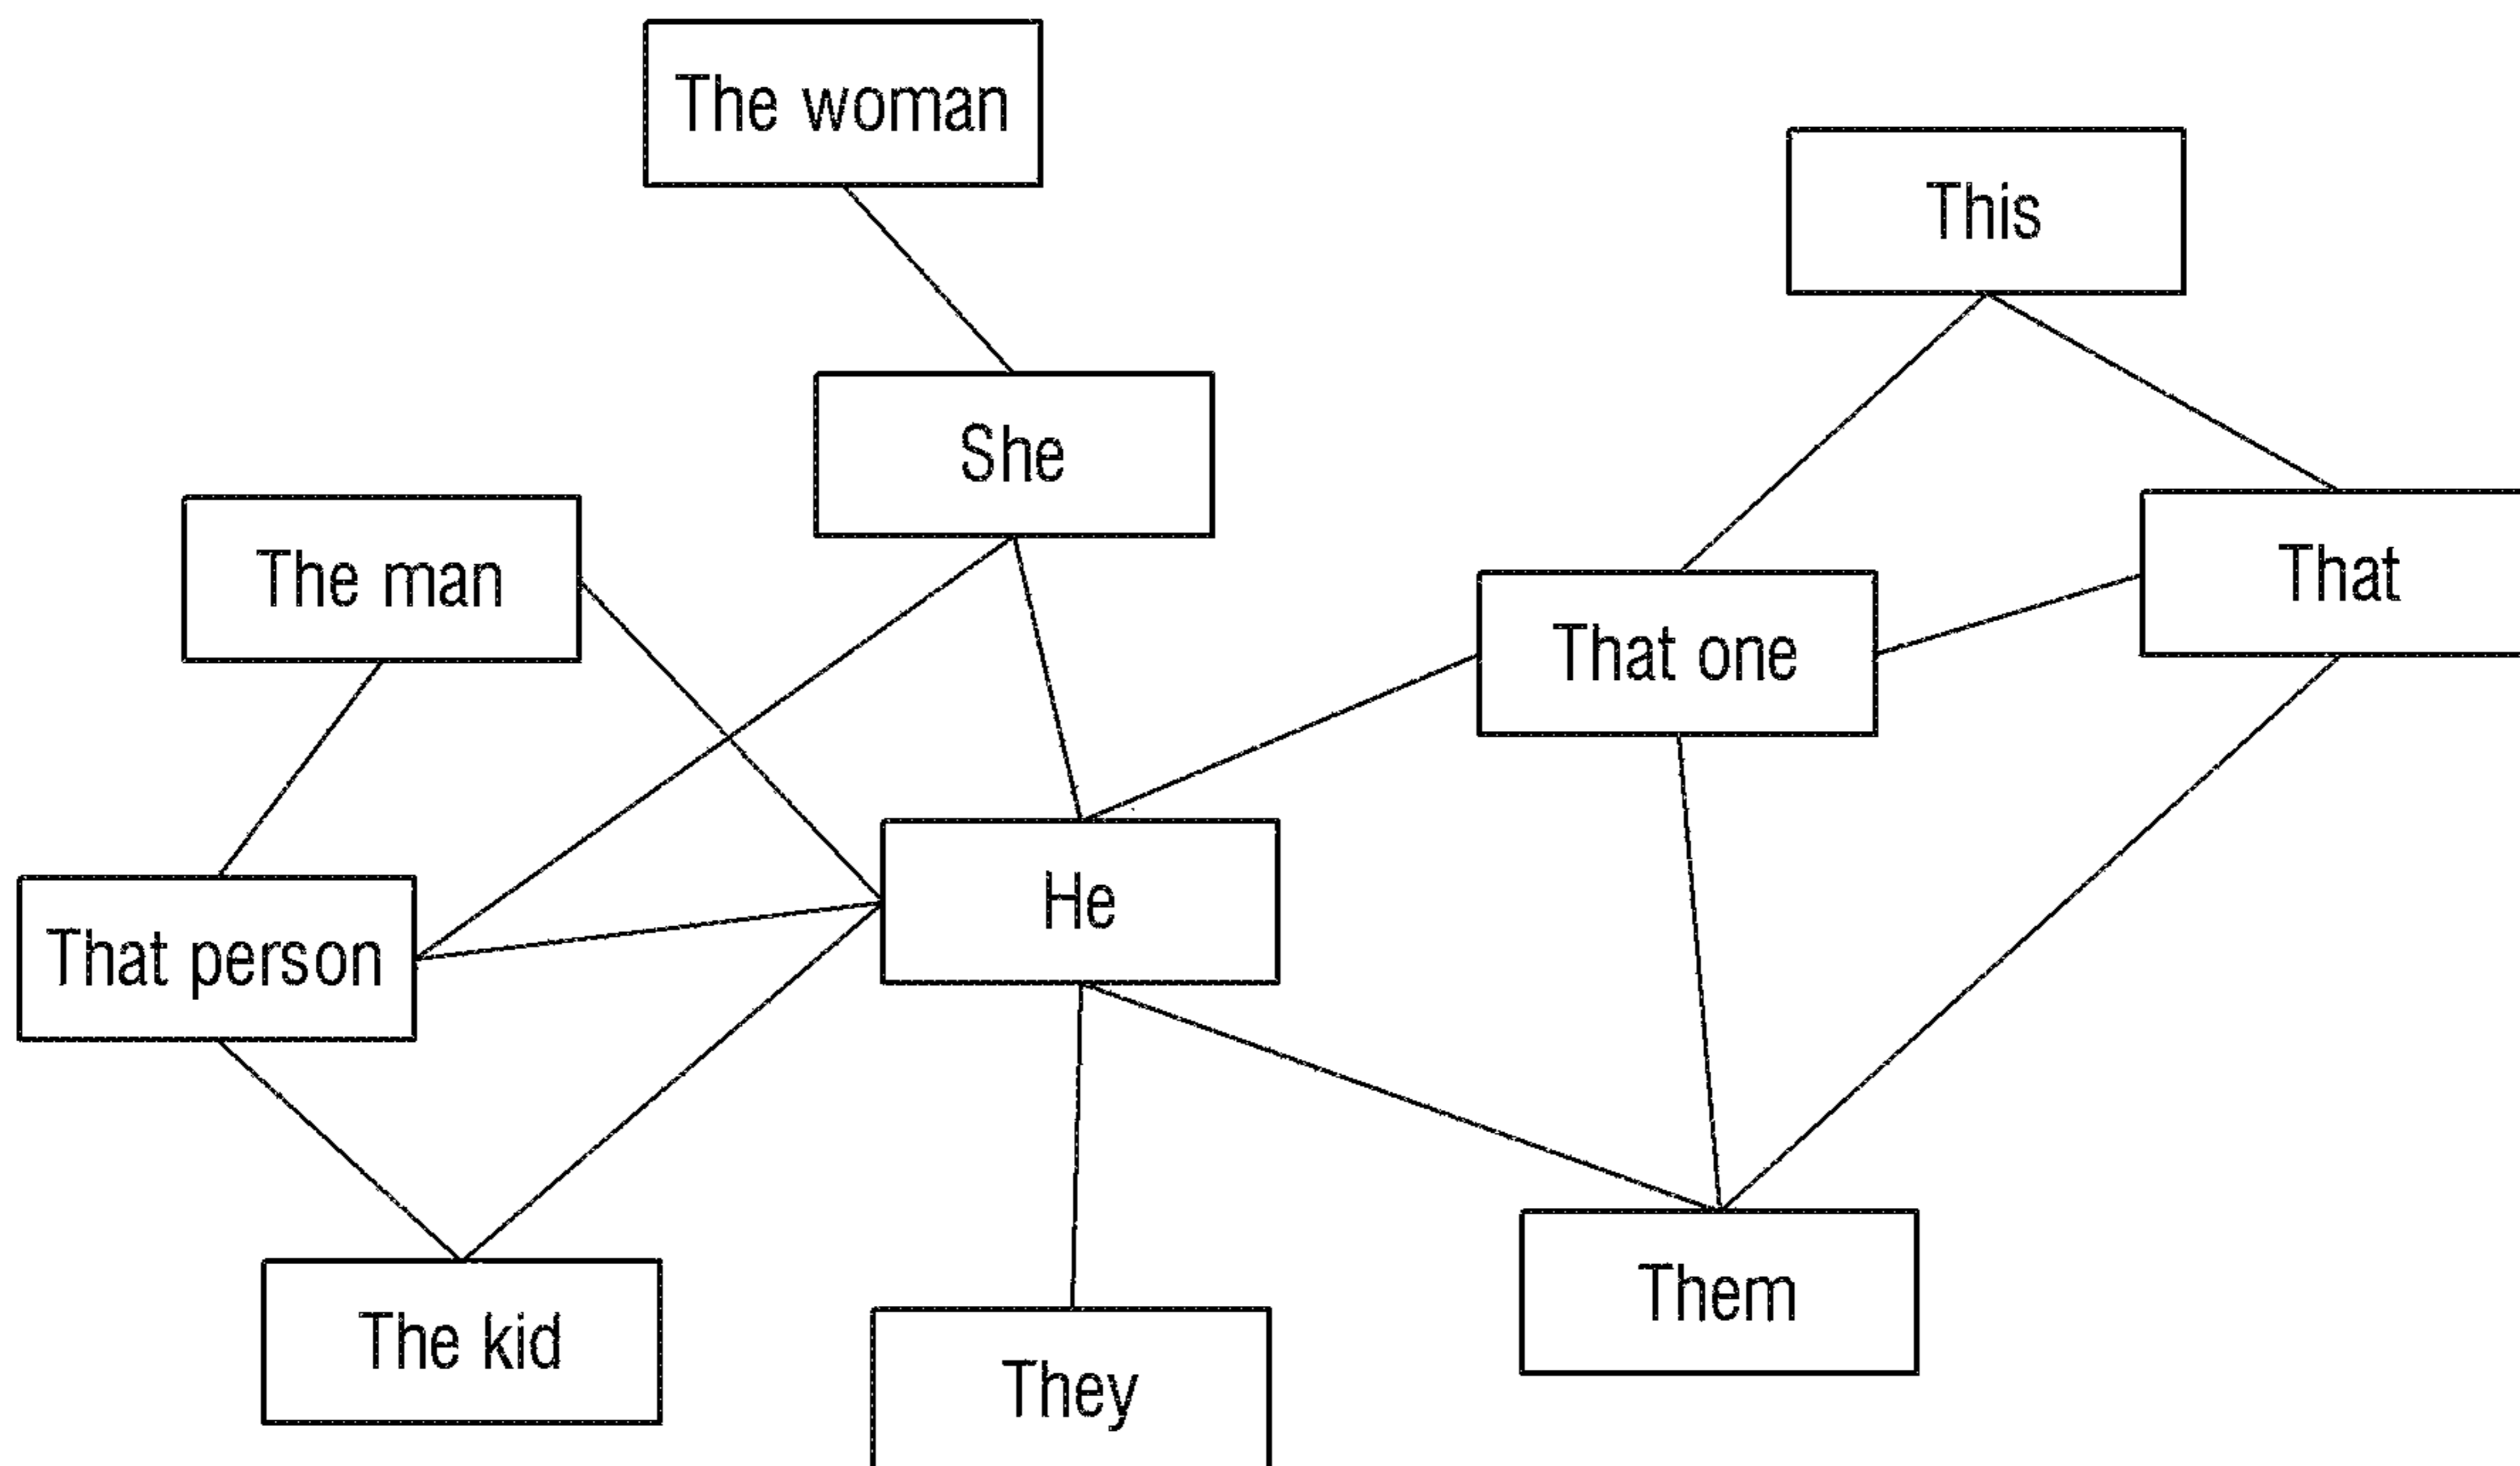 The woman
This
She
The man
That
That one
He
That person
Them
The kid
They